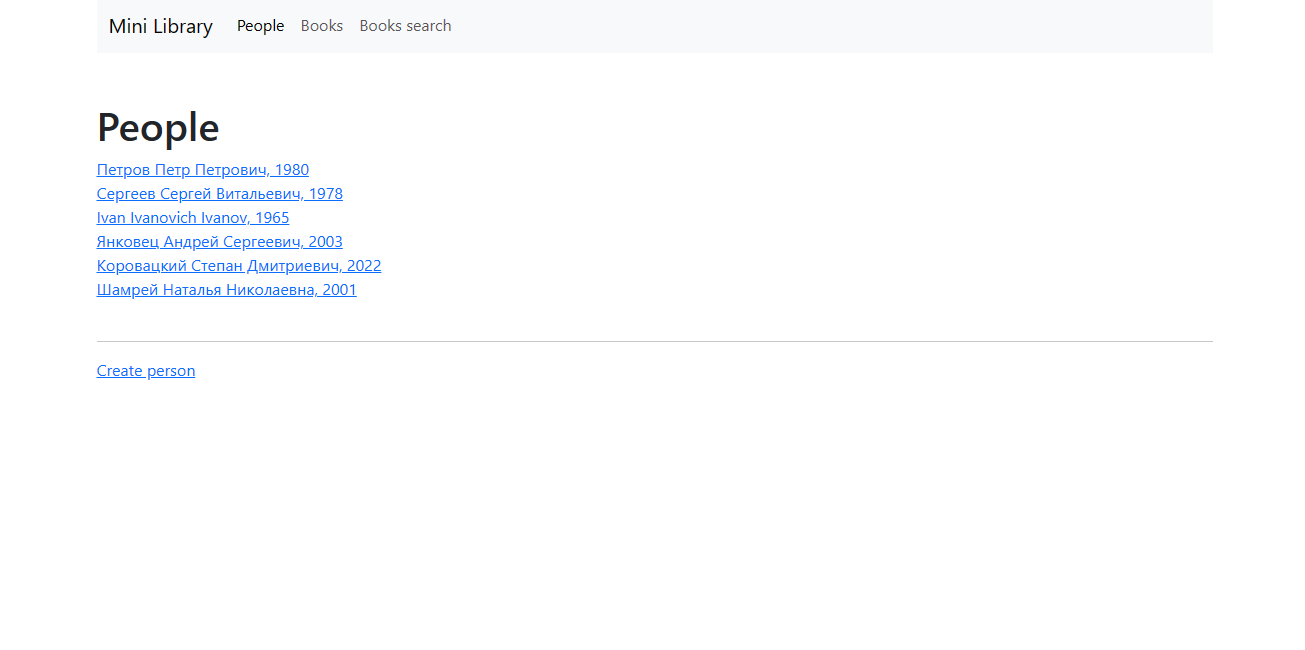 Mini Library People Books Books search
People
Петров Петр Петрович, 1980
Сергеев Сергей Витальевич, 1978
Ivan Ivanovich Ivanov, 1965
Янковец Андрей Сергеевич, 2003
Коровацкий Степан Дмитриевич, 2022
Шамрей Наталья Николаевна, 2001
Create person